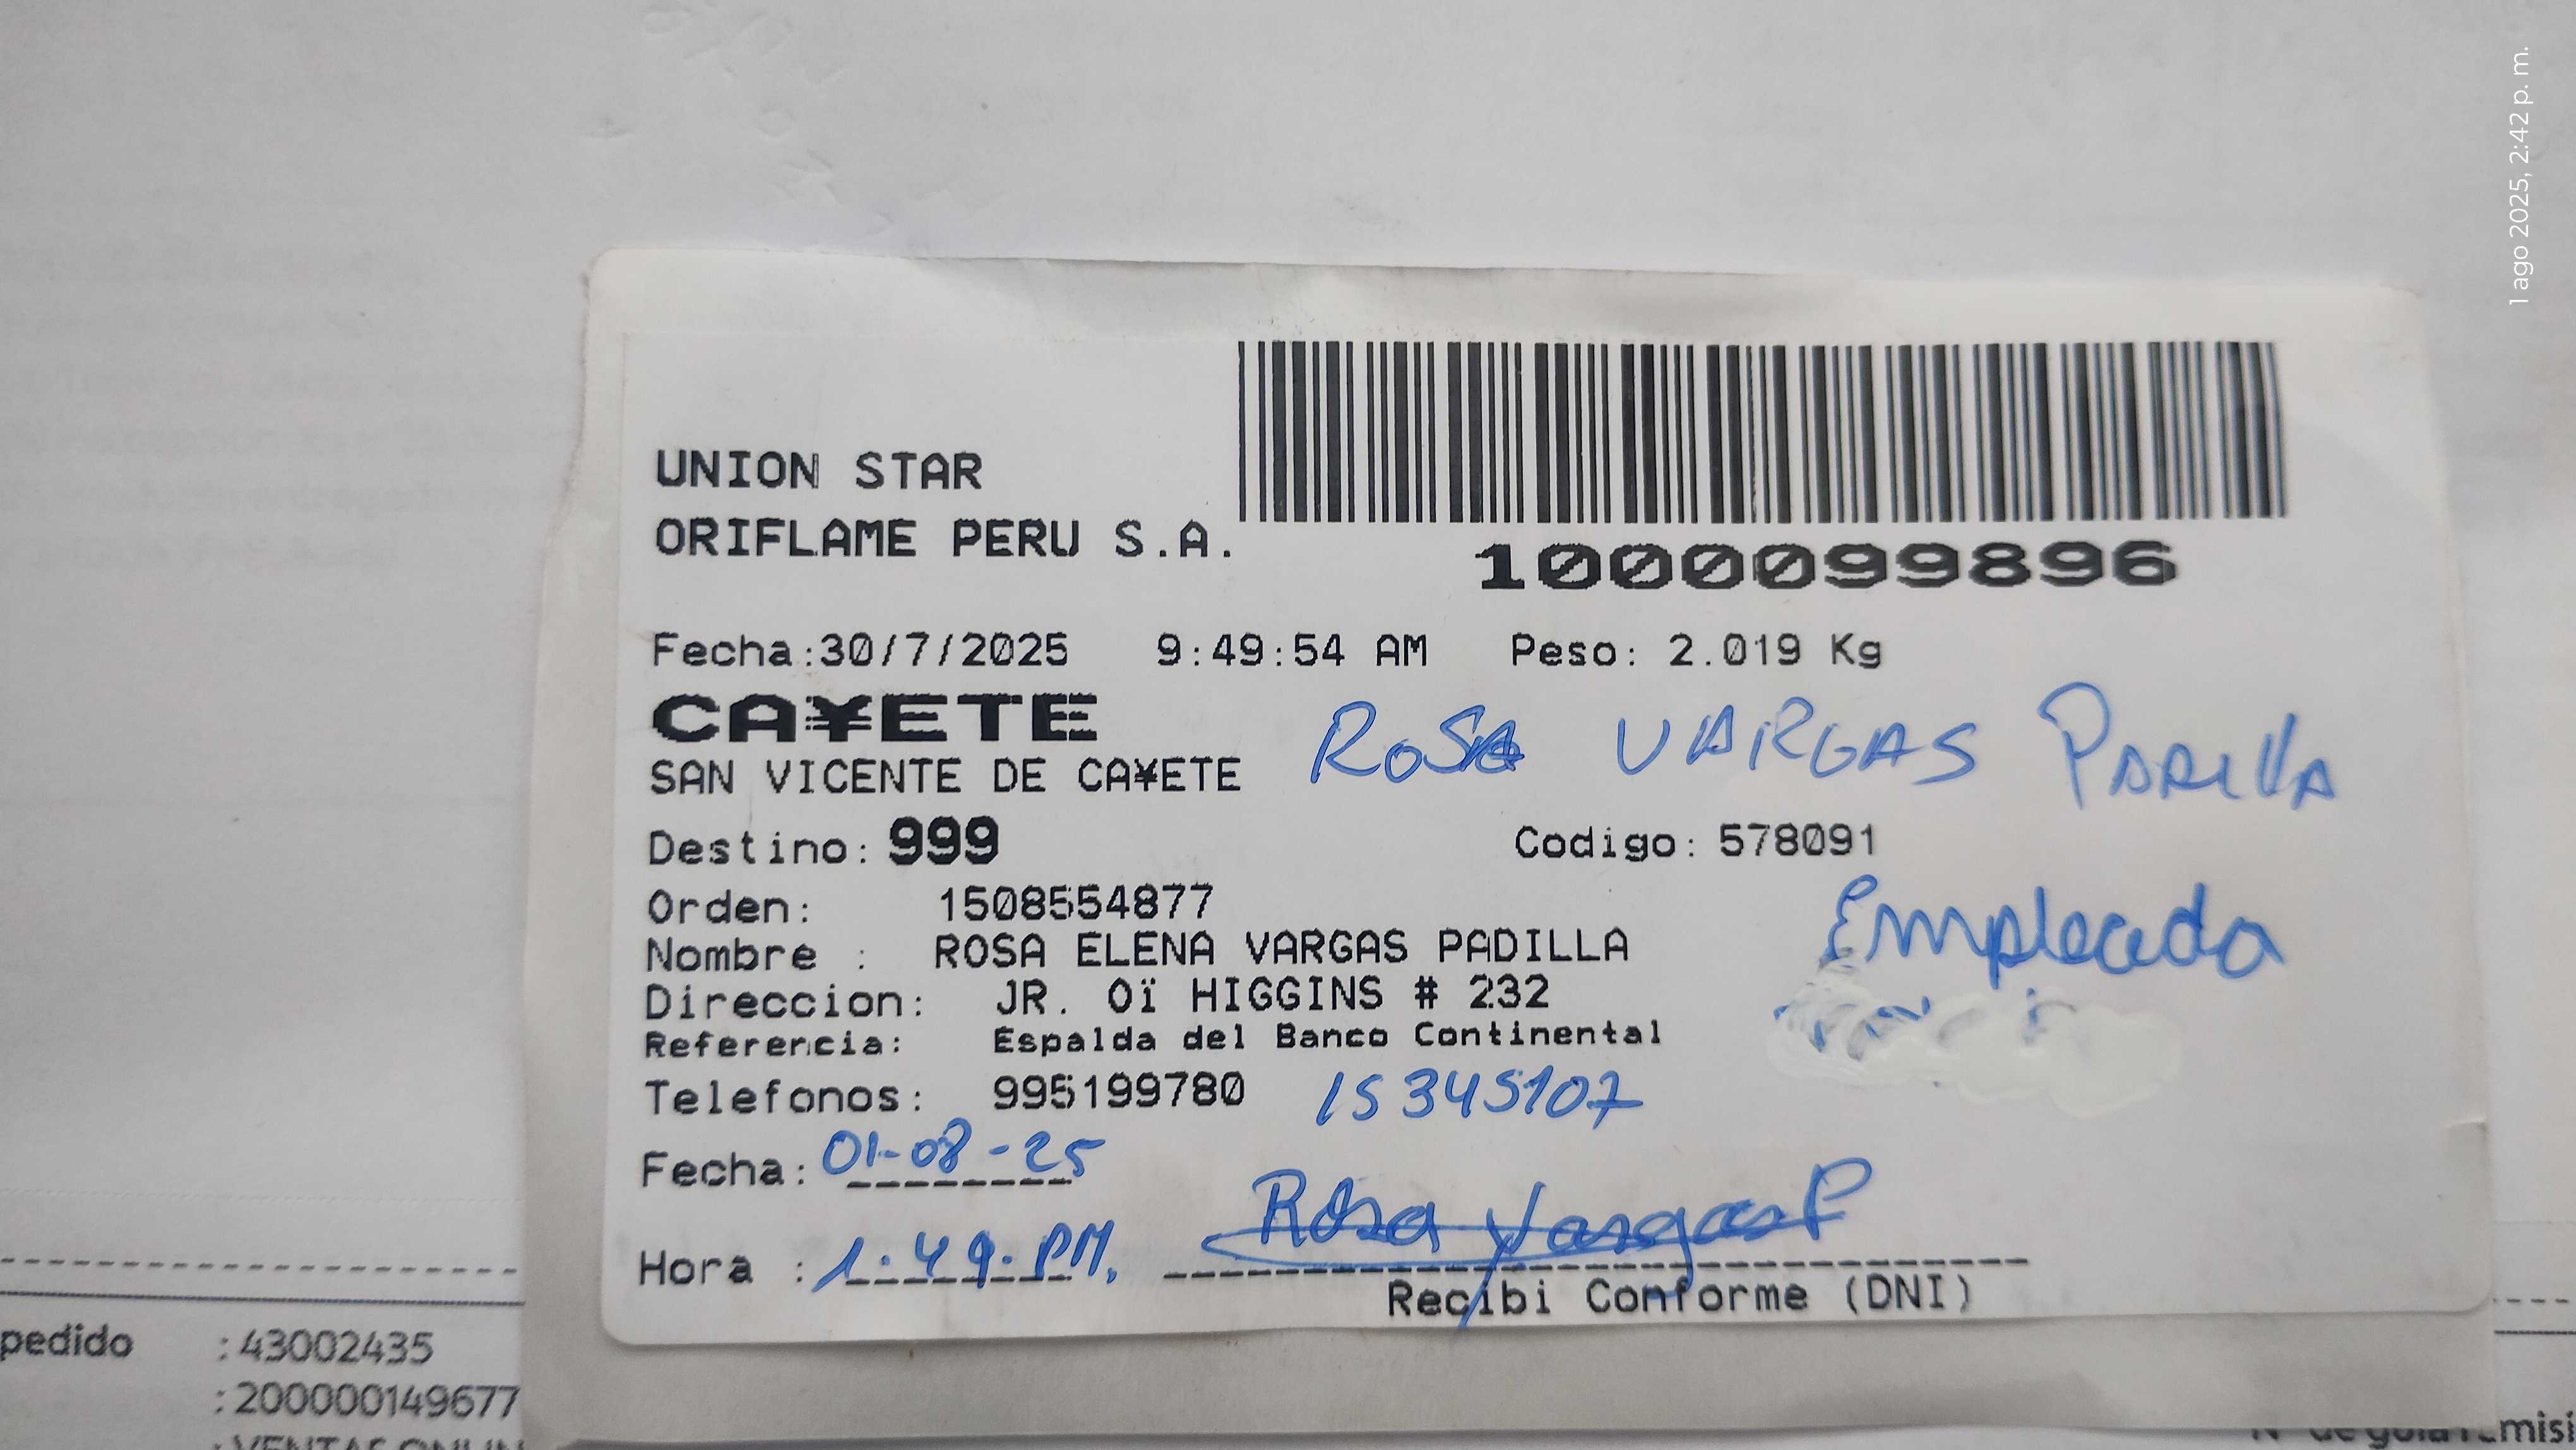 1 ago 2025, 2:42 p. m.
UNION STAR
ORIFLAME PERU S.A.
1000099896
Fecha:30/7/2025 9:49:54 AM Peso: 2.019 Kg
CA¥ETE
ROSA VARGAS PADILLA
SAN VICENTE DE CA¥ETE
Destino: 999 Codigo: 578091
Orden: 1508554877
Empleada
Nombre : ROSA ELENA VARGAS PADILLA
Direccion: JR. Oï HIGGINS # 232
Referencia: Espalda del Banco Continental
Telefonos: 995199780 15345107
Fecha: 01-08-25
Rosa Vargas P
Hora : 1.49.PM.
Recibi Conforme (DNI)
pedido : 43002435
: 200000149677